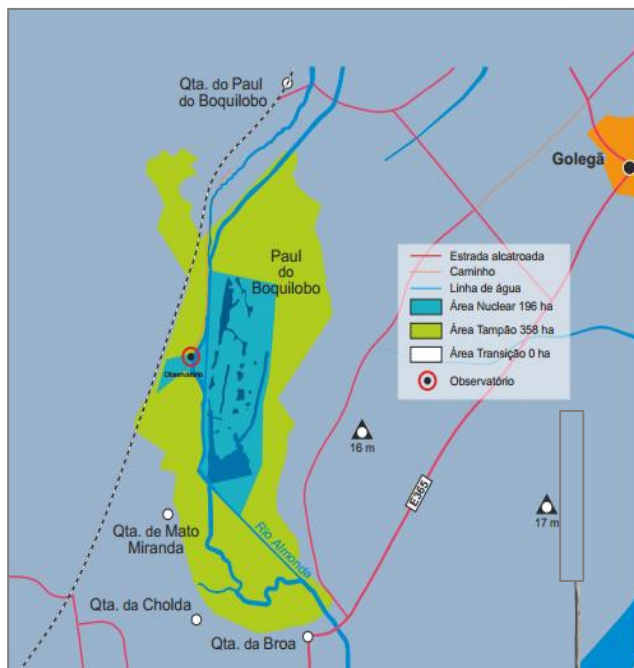 Qta. do Paul
do Boquilobo
Golegã
Paul
do
Boquilobo
Estrada alcatroada
Caminho
Linha de água
Área Nuclear 196 ha
Área Tampão 358 ha
Área Transição 0 ha
Observatório
Observatório
16 m
E365
17 m
Qta. de Mato
Miranda
Rio Almonda
Qta. da Cholda
Qta. da Broa